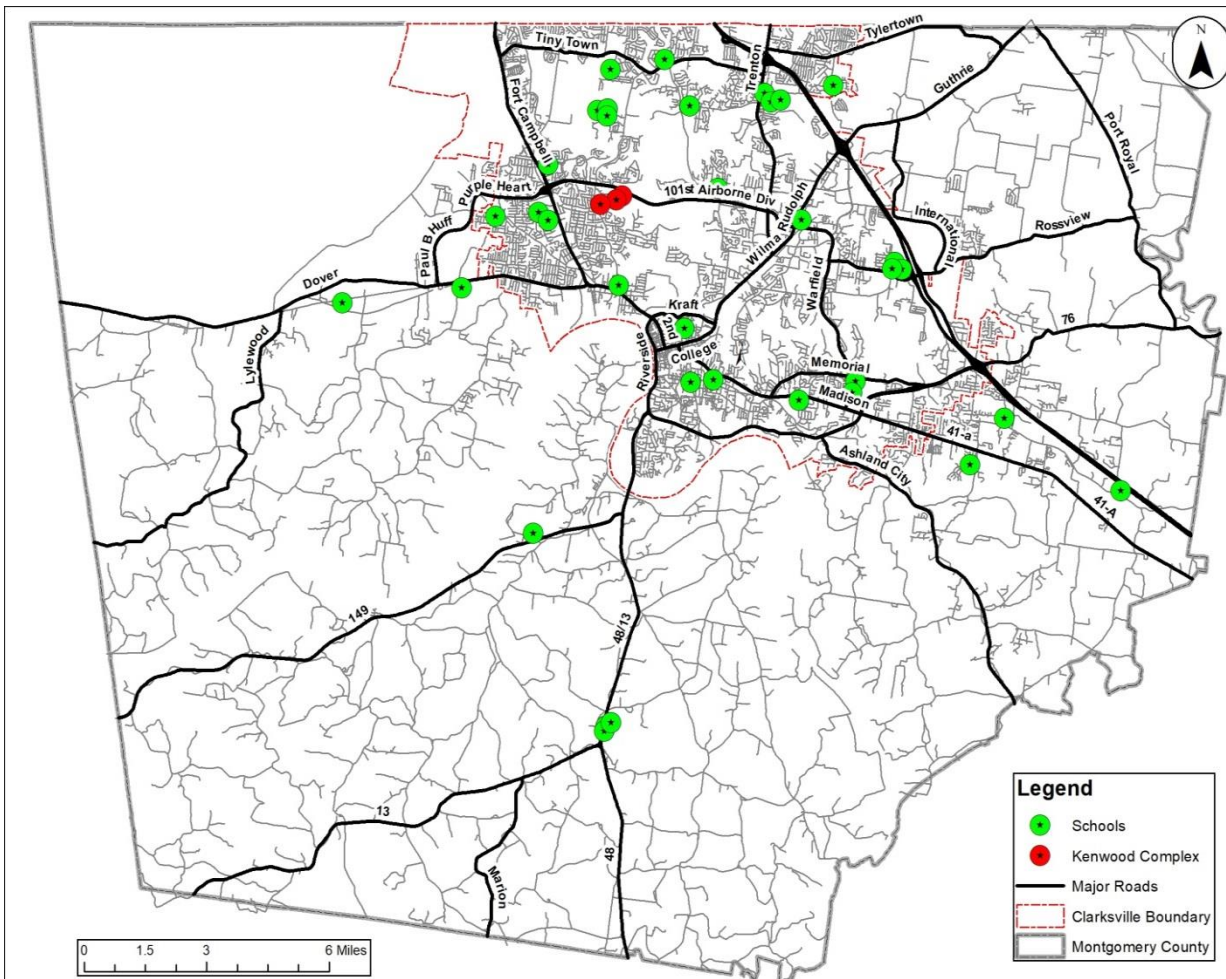 N
Tiny Town
Trenton
Tylertown
Guthrie
Port Royal
Fort Campbell
Purple Heart
101st Airborne Div
Wilma Rudolph
International
Rossview
Paul B Huff
Dover
Warfield
76
Lylewood
Kraft
2nd
College
Riverside
Memorial
Madison
41-a
Ashland City
41-A
149
48/13
13
48
Marion
Legend
Schools
Kenwood Complex
Major Roads
Clarksville Boundary
Montgomery County
0 1.5 3 6 Miles